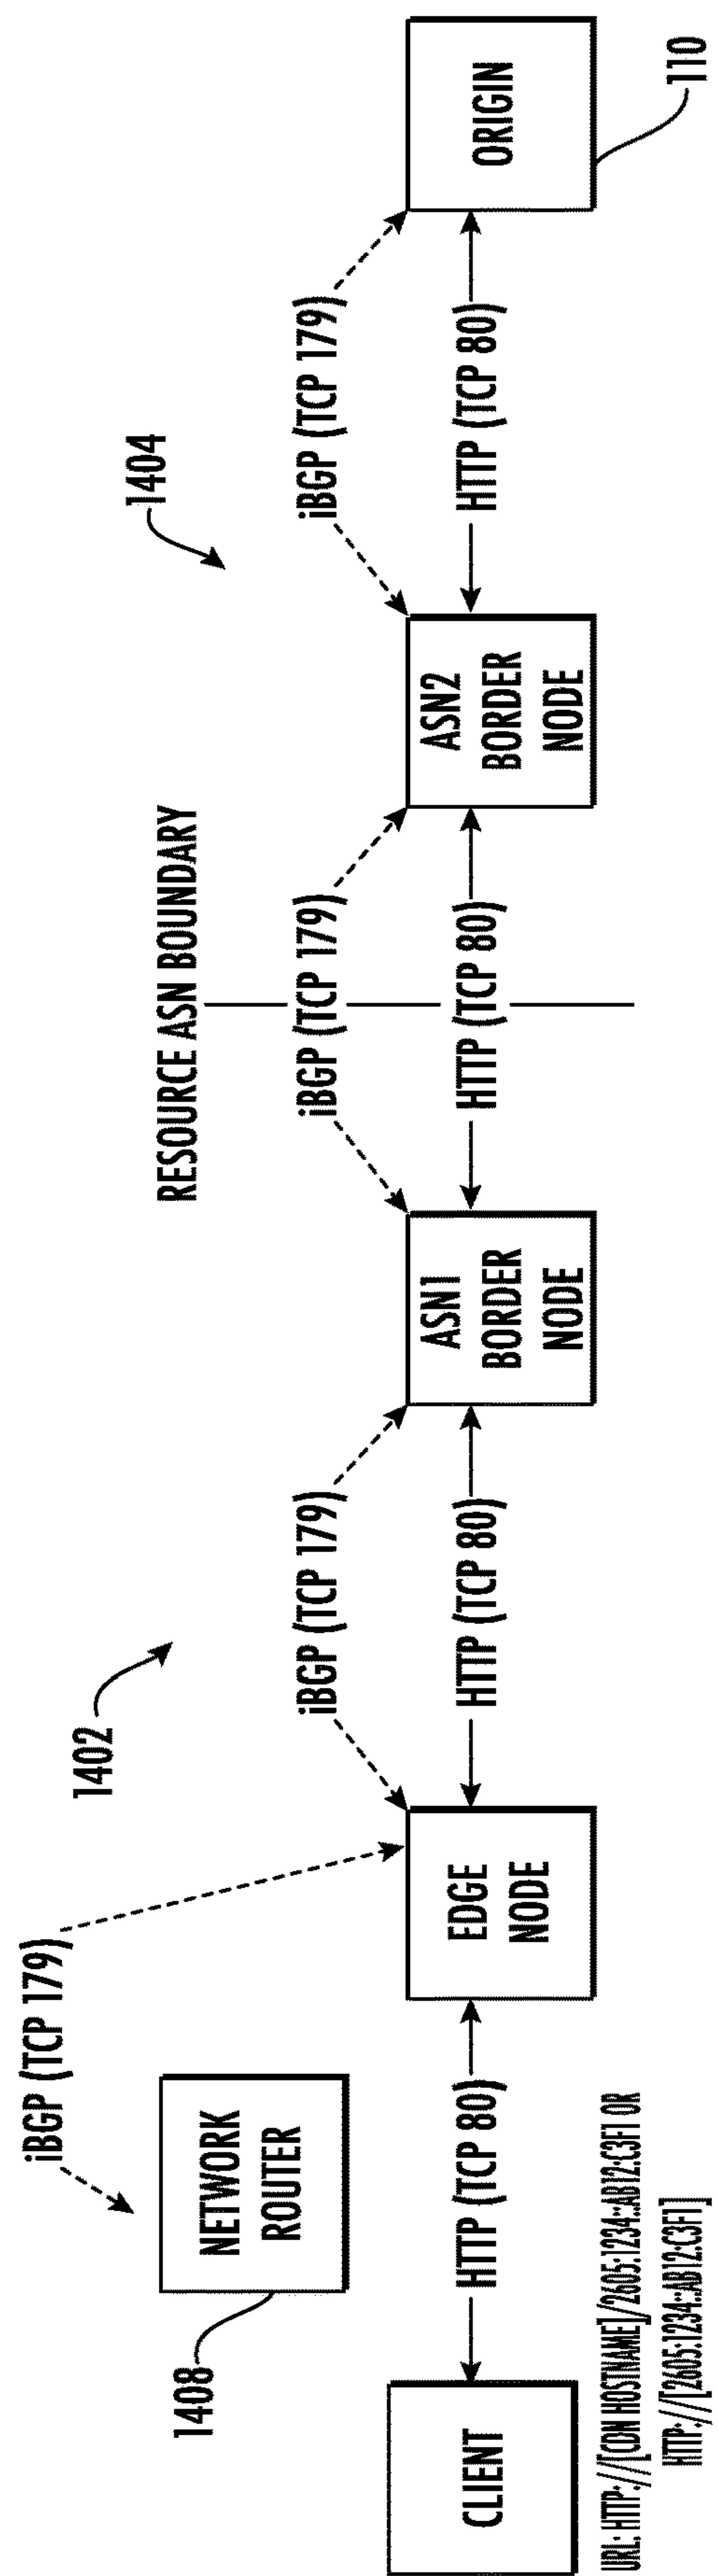 1404
1402
RESOURCE ASN BOUNDARY
iBGP (TCP 179)
iBGP (TCP 179)
iBGP (TCP 179)
iBGP (TCP 179)
1408
NETWORK
ROUTER
CLIENT
HTTP (TCP 80)
EDGE
NODE
HTTP (TCP 80)
ASN1
BORDER
NODE
HTTP (TCP 80)
ASN2
BORDER
NODE
HTTP (TCP 80)
ORIGIN
110
URL: HTTP://[CDN HOSTNAME]/2605:1234::AB12:C3F1 OR
HTTP://[2605:1234::AB12:C3F1]